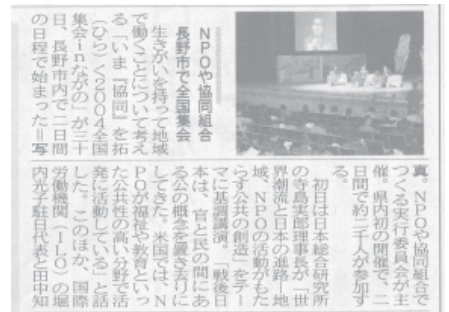 NPOや協同組合
長野市で全国集会
生きがいを持って地域
で働くことについて考え
る「いま『協同』を拓
(ひら)く2004全国
集会inながの」が三十
日、長野市内で二日間
の日程で始まった＝写
真。NPOや協同組合で
つくる実行委員会が主
催。県内初の開催で、二
日間で約二千人が参加す
る。
初日は日本総合研究所
の寺島実郎理事長が「世
界潮流と日本の進路―地
域、NPOの活動がもた
らす公共の創造」をテー
マに基調講演。「戦後日
本は、官と民の間にあ
る公の概念を置き去りに
してきた。米国では、N
POが福祉や教育といっ
た公共性の高い分野で活
発に活動している」と話
した。このほか、国際
労働機関(ILO)の堀
内光子駐日代表と田中知